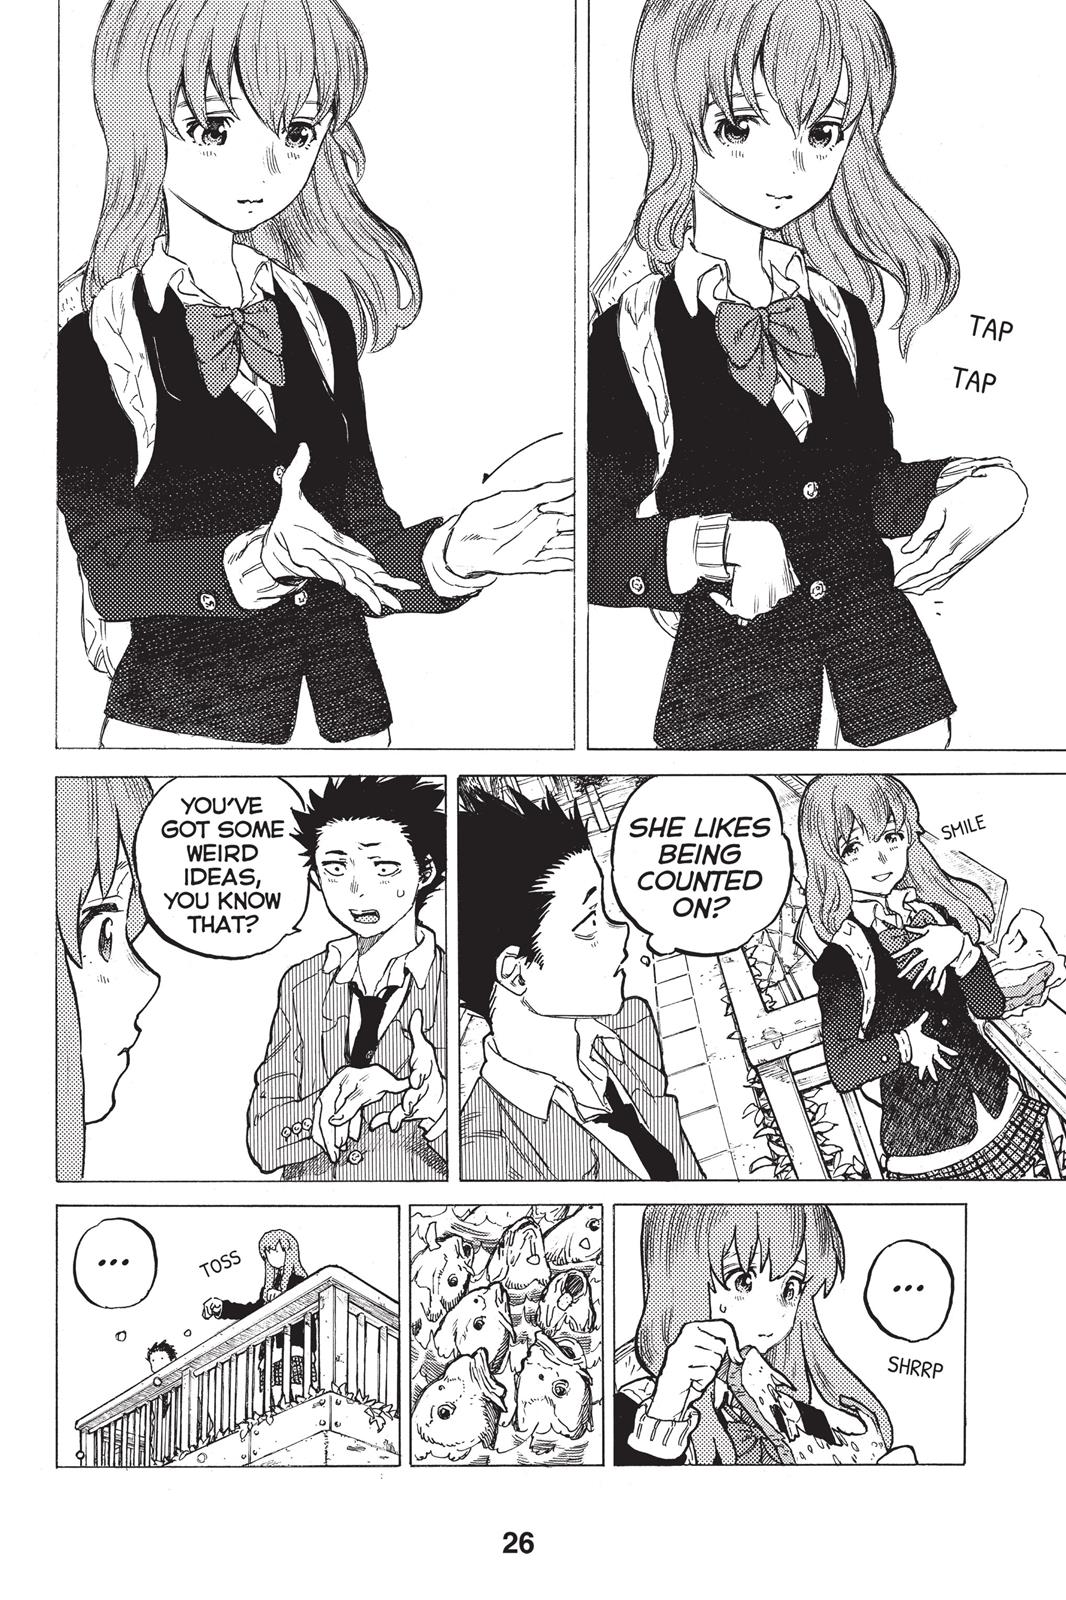 TAP
TAP
YOU'VE
GOT SOME
WEIRD
IDEAS,
YOU KNOW
THAT?
SHE LIKES
BEING
COUNTED
ON?
SMILE
...
TOSS
...
SHRRP
26